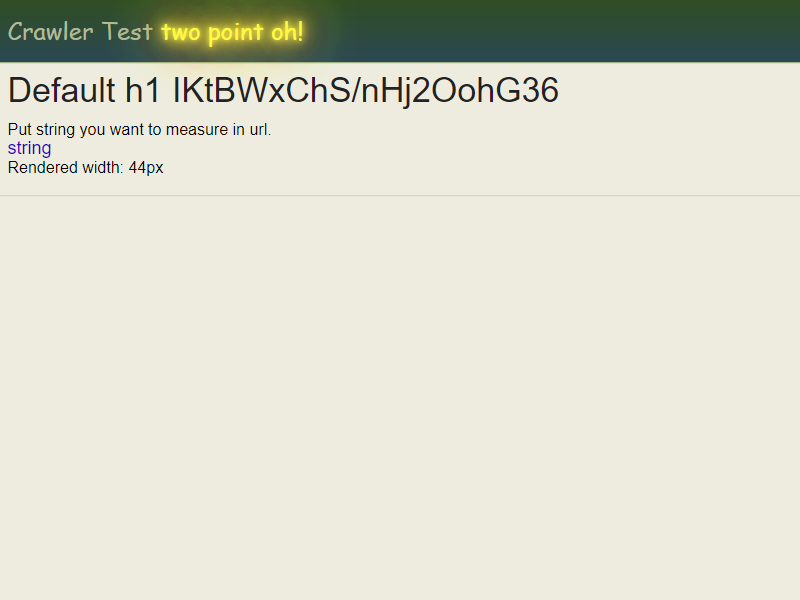 Crawler Test two point oh!
Default h1 IKtBWxChS/nHj2OohG36
Put string you want to measure in url.
string
Rendered width: 44px